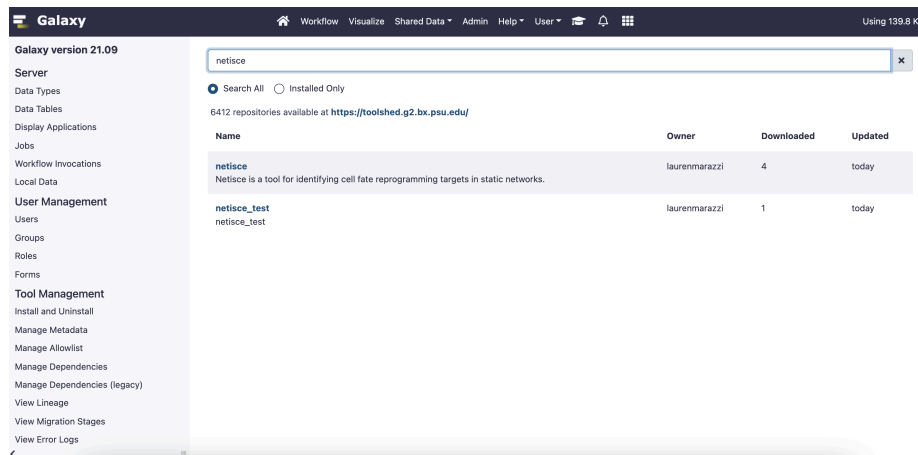 Galaxy
Workflow Visualize Shared Data Admin Help User
Using 139.8 K
Galaxy version 21.09
Server
Data Types
Data Tables
Display Applications
Jobs
Workflow Invocations
Local Data
User Management
Users
Groups
Roles
Forms
Tool Management
Install and Uninstall
Manage Metadata
Manage Allowlist
Manage Dependencies
Manage Dependencies (legacy)
View Lineage
View Migration Stages
View Error Logs
netisce
Search All Installed Only
6412 repositories available at https://toolshed.g2.bx.psu.edu/
Name Owner Downloaded Updated
netisce laurenmarazzi 4 today
Netisce is a tool for identifying cell fate reprogramming targets in static networks.
netisce_test laurenmarazzi 1 today
netisce_test